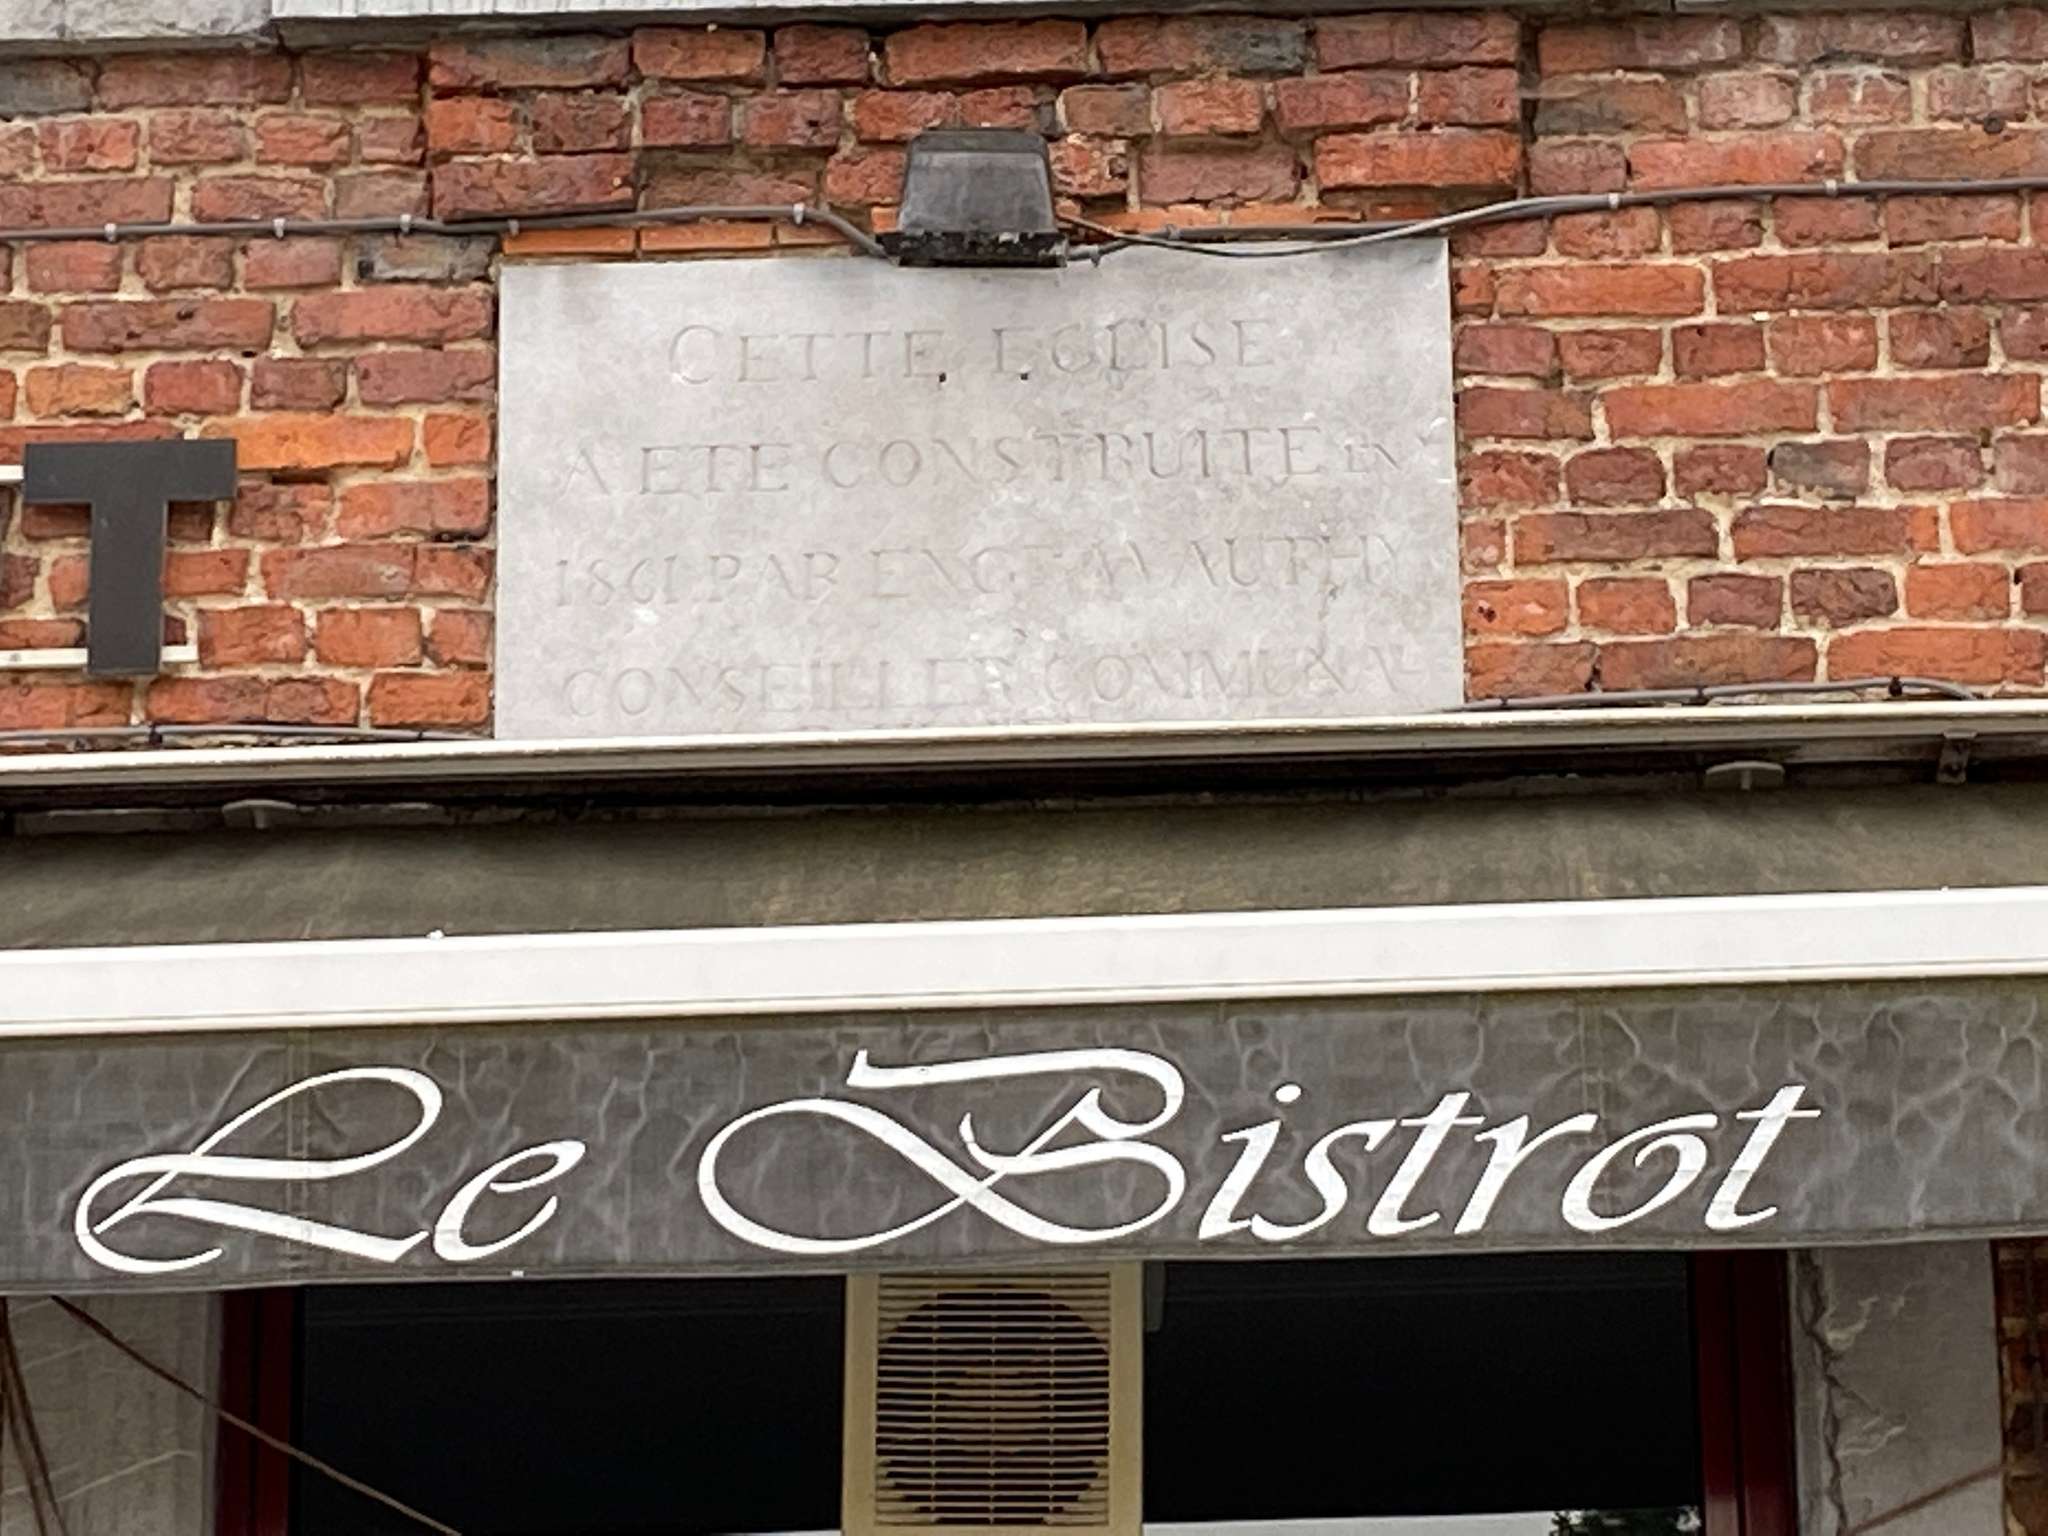 CETTE EGLISE
A ETE CONSTRUITE EN
1861 PAR
CONSEILLER COMMUNAL
T
Le Bistrot